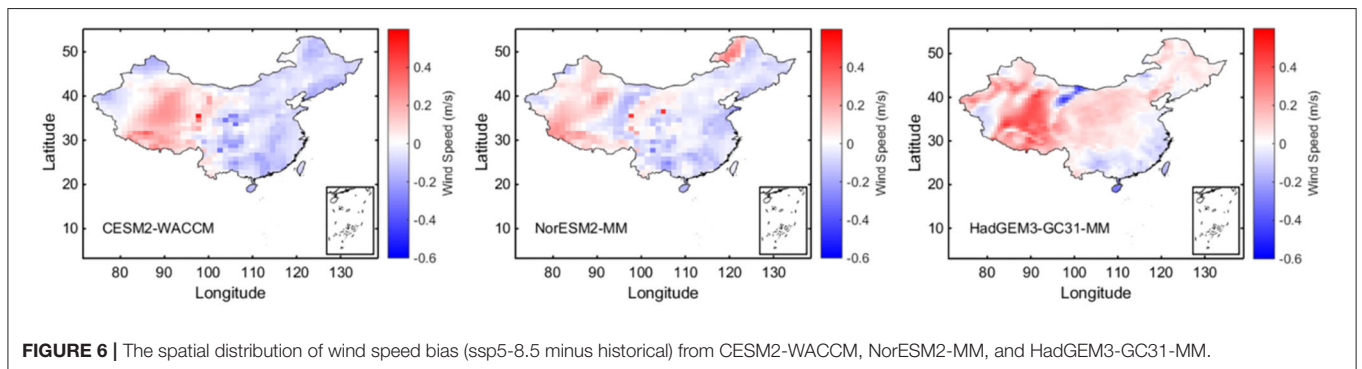 50
40
30
20
10
Latitude
80 90 100 110 120 130
Longitude
CESM2-WACCM
0.4
0.2
0
-0.2
-0.4
-0.6
Wind Speed (m/s)
50
40
30
20
10
Latitude
80 90 100 110 120 130
Longitude
NorESM2-MM
0.4
0.2
0
-0.2
-0.4
-0.6
Wind Speed (m/s)
50
40
30
20
10
Latitude
80 90 100 110 120 130
Longitude
HadGEM3-GC31-MM
0.4
0.2
0
-0.2
-0.4
-0.6
Wind Speed (m/s)
FIGURE 6 | The spatial distribution of wind speed bias (ssp5-8.5 minus historical) from CESM2-WACCM, NorESM2-MM, and HadGEM3-GC31-MM.